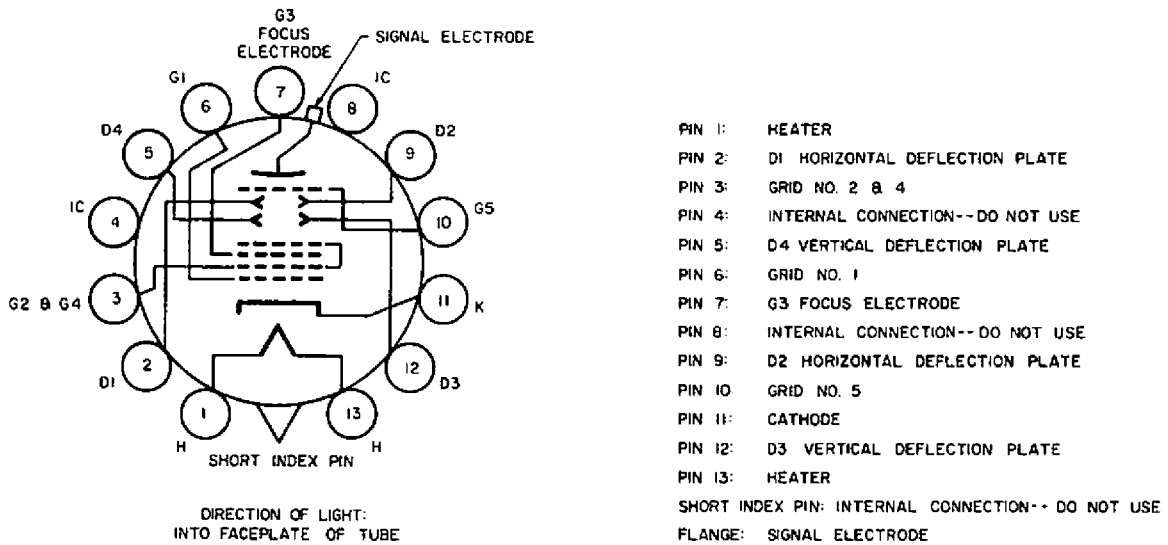 G3
FOCUS
ELECTRODE
SIGNAL ELECTRODE
G1
7
IC
6
8
D4
D2
5
9
IC
4
10
G5
3
G2 & G4
11
K
2
12
D1
D3
1
13
H
H
SHORT INDEX PIN
DIRECTION OF LIGHT:
INTO FACEPLATE OF TUBE
PIN 1: HEATER
PIN 2: D1 HORIZONTAL DEFLECTION PLATE
PIN 3: GRID NO. 2 & 4
PIN 4: INTERNAL CONNECTION--DO NOT USE
PIN 5: D4 VERTICAL DEFLECTION PLATE
PIN 6: GRID NO. 1
PIN 7: G3 FOCUS ELECTRODE
PIN 8: INTERNAL CONNECTION--DO NOT USE
PIN 9: D2 HORIZONTAL DEFLECTION PLATE
PIN 10 GRID NO. 5
PIN 11: CATHODE
PIN 12: D3 VERTICAL DEFLECTION PLATE
PIN 13: HEATER
SHORT INDEX PIN: INTERNAL CONNECTION-- DO NOT USE
FLANGE: SIGNAL ELECTRODE